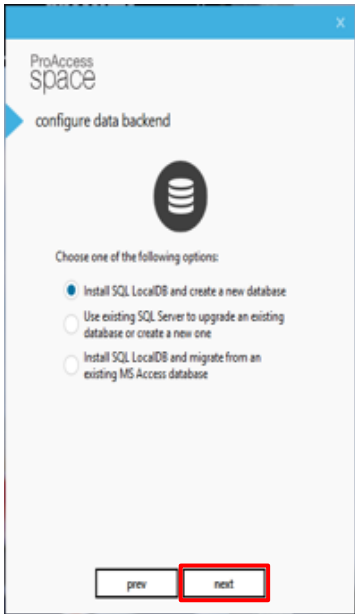 ProAccess
space
configure data backend
Choose one of the following options:
Install SQL LocalDB and create a new database
Use existing SQL Server to upgrade an existing
database or create a new one
Install SQL LocalDB and migrate from an
existing MS Access database
prev next